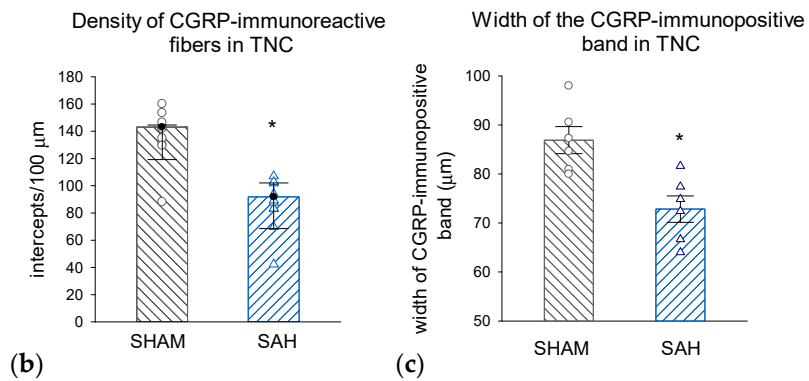 Density of CGRP-immunoreactive
fibers in TNC
intercepts/100 μm
180
160
140
120
100
80
60
40
20
0
*
SHAM
SAH
(b)
Width of the CGRP-immunopositive
band in TNC
width of CGRP-immunopositive
band (μm)
100
90
80
70
60
50
*
SHAM
SAH
(c)